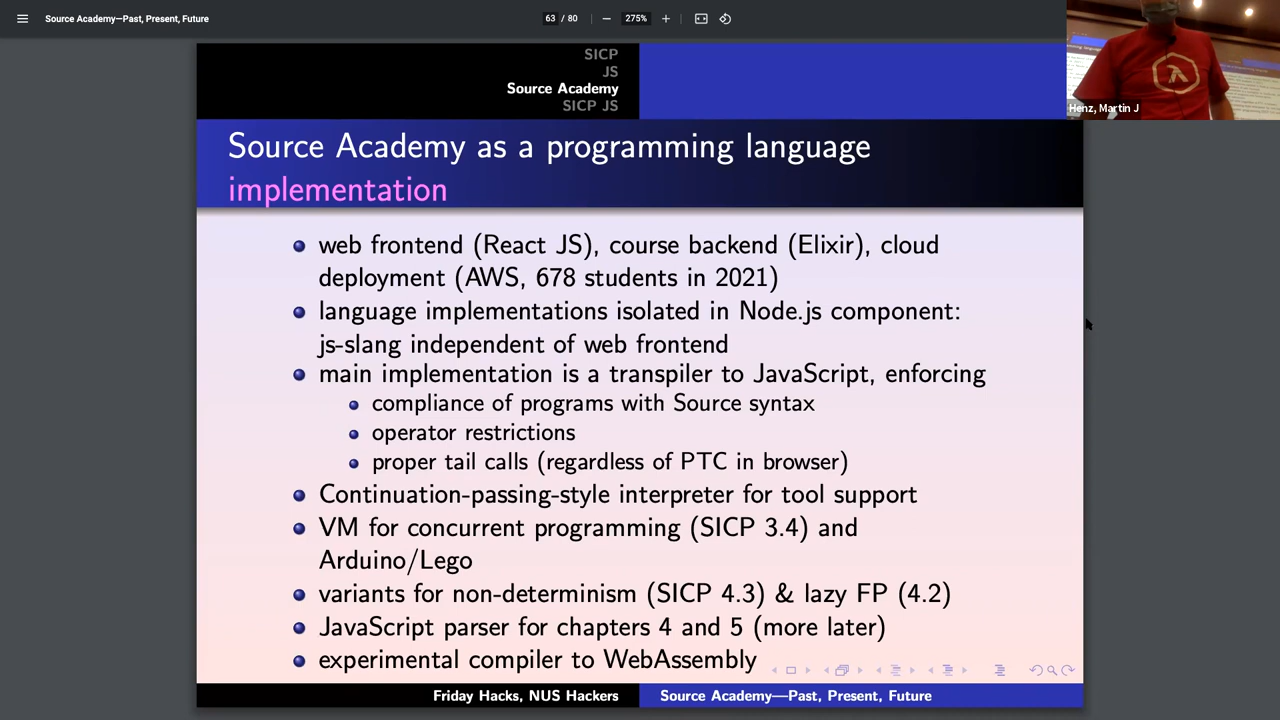 Source Academy—Past, Present, Future
63 / 80
275%
Henz, Martin J
SICP
JS
Source Academy
SICP JS
Source Academy as a programming language
implementation
web frontend (React JS), course backend (Elixir), cloud
deployment (AWS, 678 students in 2021)
language implementations isolated in Node.js component:
js-slang independent of web frontend
main implementation is a transpiler to JavaScript, enforcing
compliance of programs with Source syntax
operator restrictions
proper tail calls (regardless of PTC in browser)
Continuation-passing-style interpreter for tool support
VM for concurrent programming (SICP 3.4) and
Arduino/Lego
variants for non-determinism (SICP 4.3) & lazy FP (4.2)
JavaScript parser for chapters 4 and 5 (more later)
experimental compiler to WebAssembly
Friday Hacks, NUS Hackers
Source Academy—Past, Present, Future